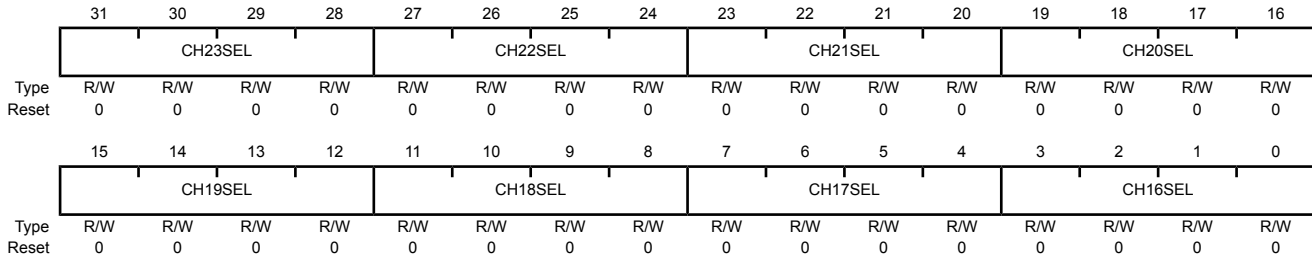 31 30 29 28 27 26 25 24 23 22 21 20 19 18 17 16
CH23SEL CH22SEL CH21SEL CH20SEL
Type R/W R/W R/W R/W R/W R/W R/W R/W R/W R/W R/W R/W R/W R/W R/W R/W
Reset 0 0 0 0 0 0 0 0 0 0 0 0 0 0 0 0
15 14 13 12 11 10 9 8 7 6 5 4 3 2 1 0
CH19SEL CH18SEL CH17SEL CH16SEL
Type R/W R/W R/W R/W R/W R/W R/W R/W R/W R/W R/W R/W R/W R/W R/W R/W
Reset 0 0 0 0 0 0 0 0 0 0 0 0 0 0 0 0